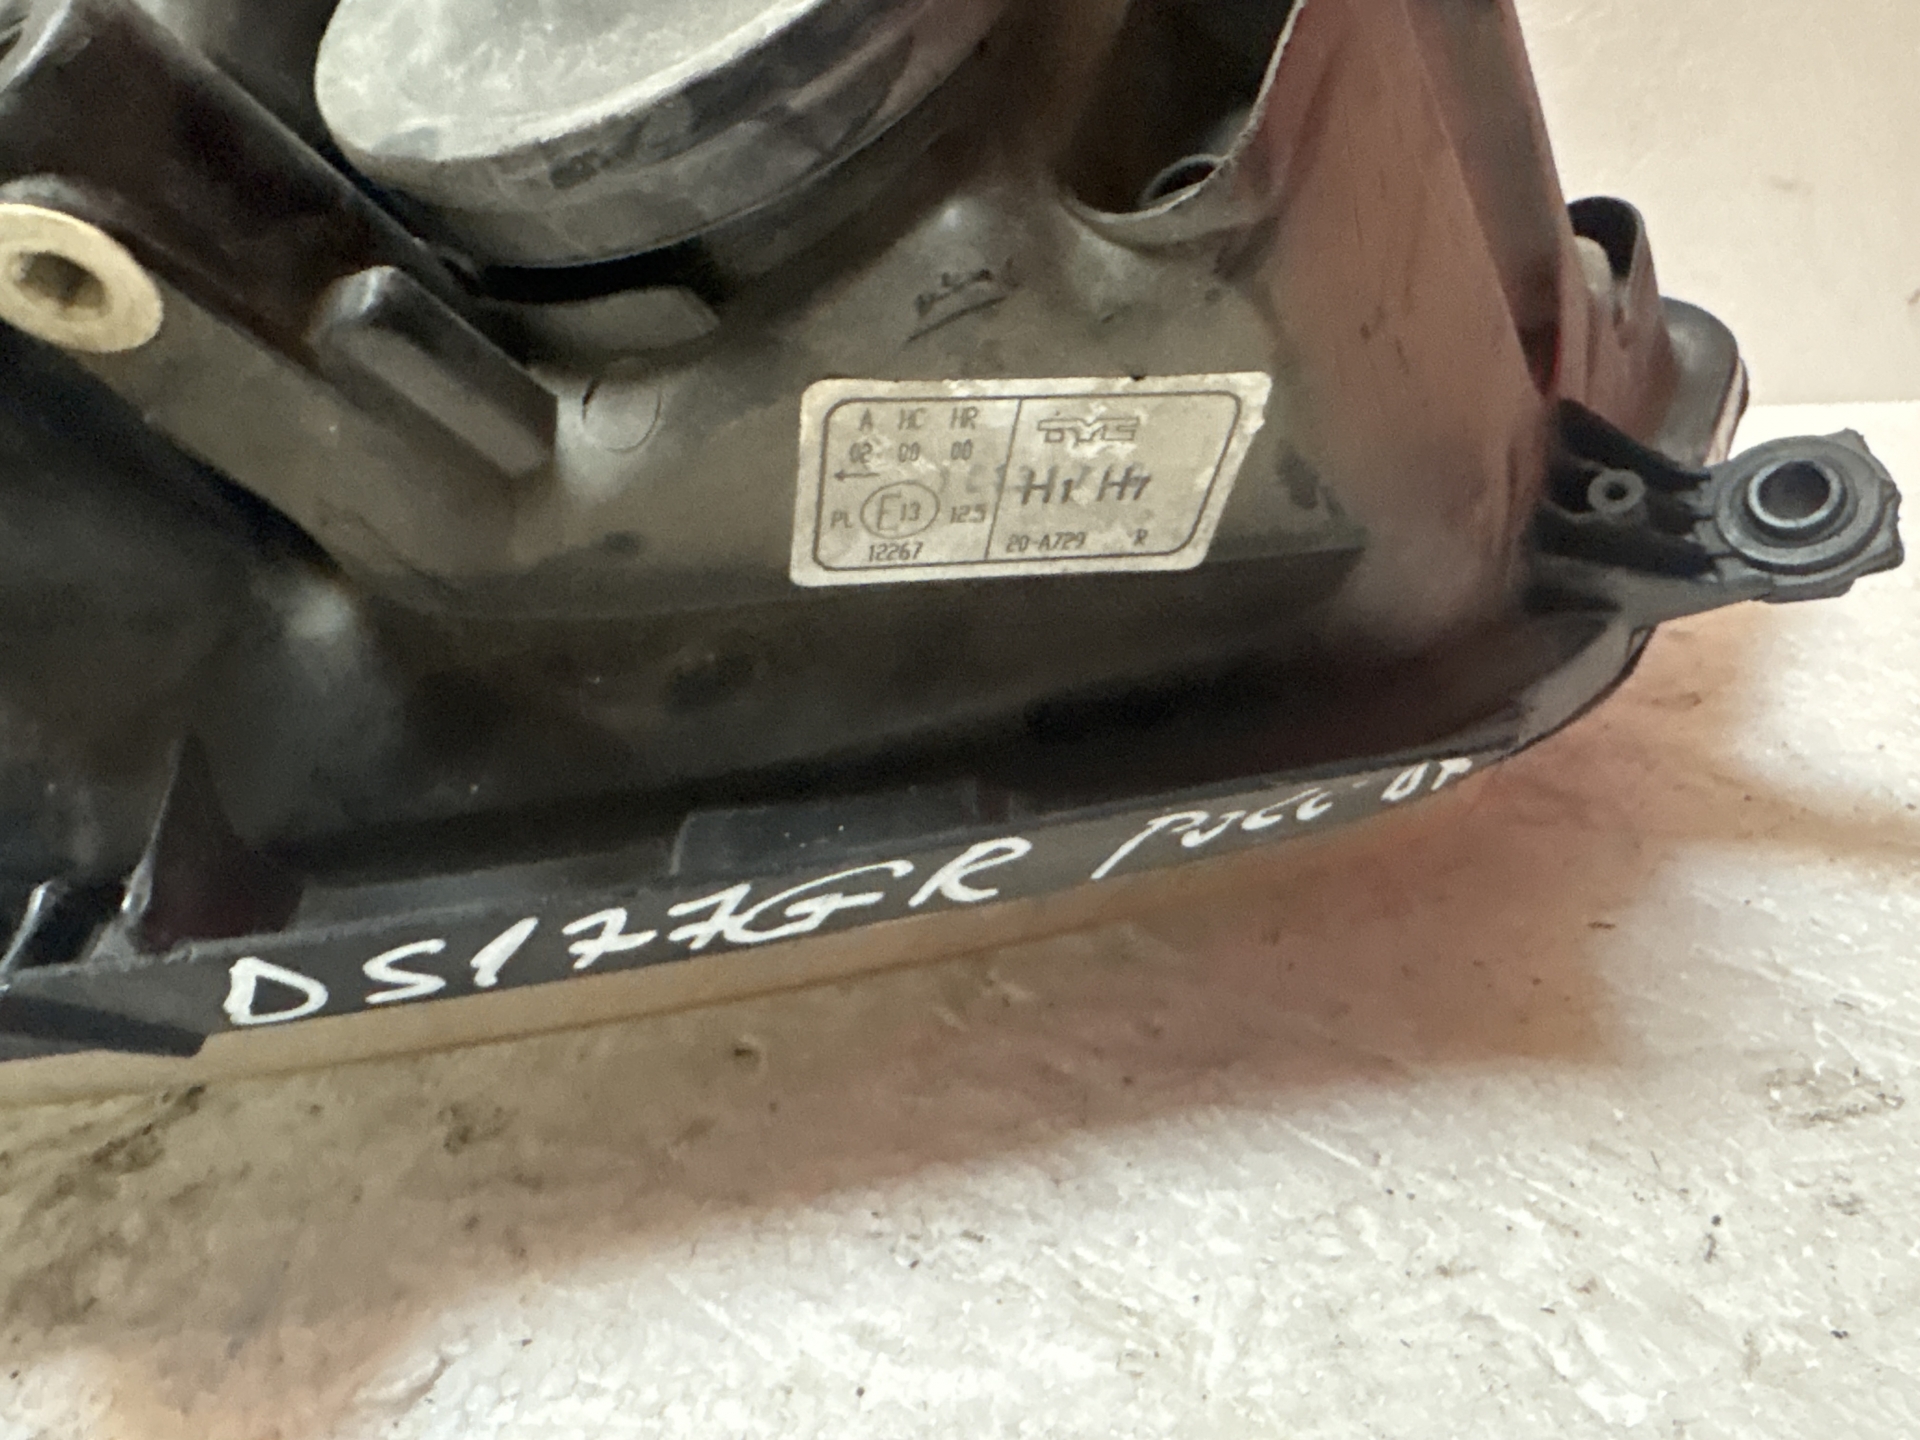 A HC HR
02 00 00
←
PL E13 12.5
12267
TYC
H1 H7
20-A729 R
DS177GR